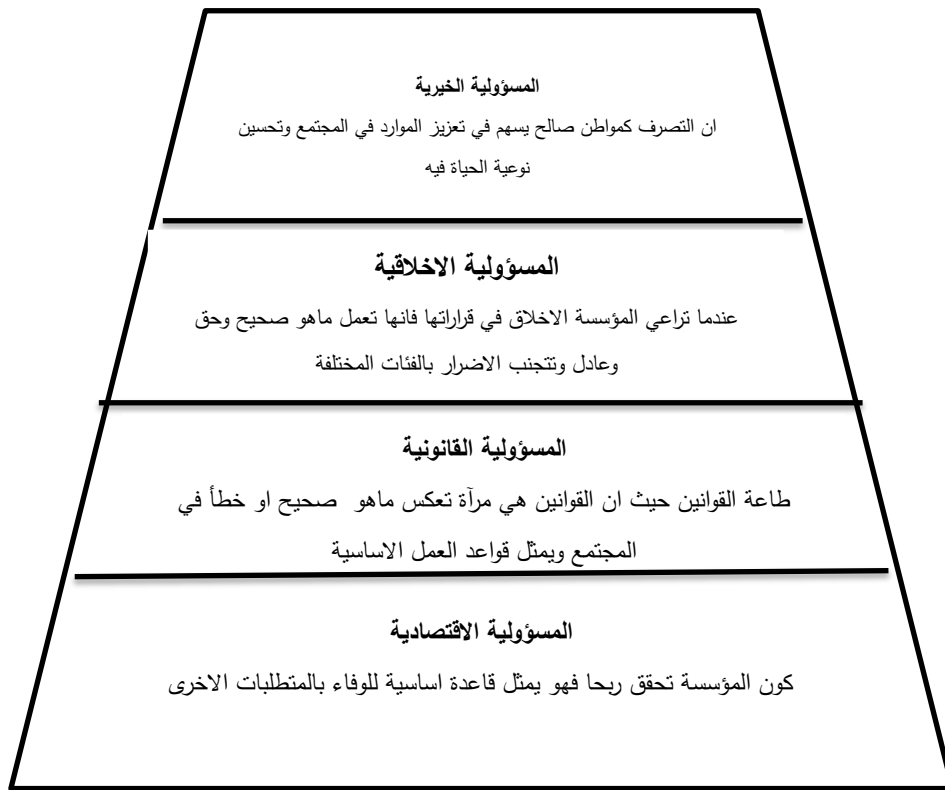 المسؤولية الخيرية
ان التصرف كمواطن صالح يسهم في تعزيز الموارد في المجتمع وتحسين
نوعية الحياة فيه
المسؤولية الاخلاقية
عندما تراعي المؤسسة الاخلاق في قراراتها فانها تعمل ماهو صحيح وحق
وعادل وتتجنب الاضرار بالفئات المختلفة
المسؤولية القانونية
طاعة القوانين حيث ان القوانين هي مرآة تعكس ماهو صحيح او خطأ في
المجتمع ويمثل قواعد العمل الاساسية
المسؤولية الاقتصادية
كون المؤسسة تحقق ربحا فهو يمثل قاعدة اساسية للوفاء بالمتطلبات الاخرى